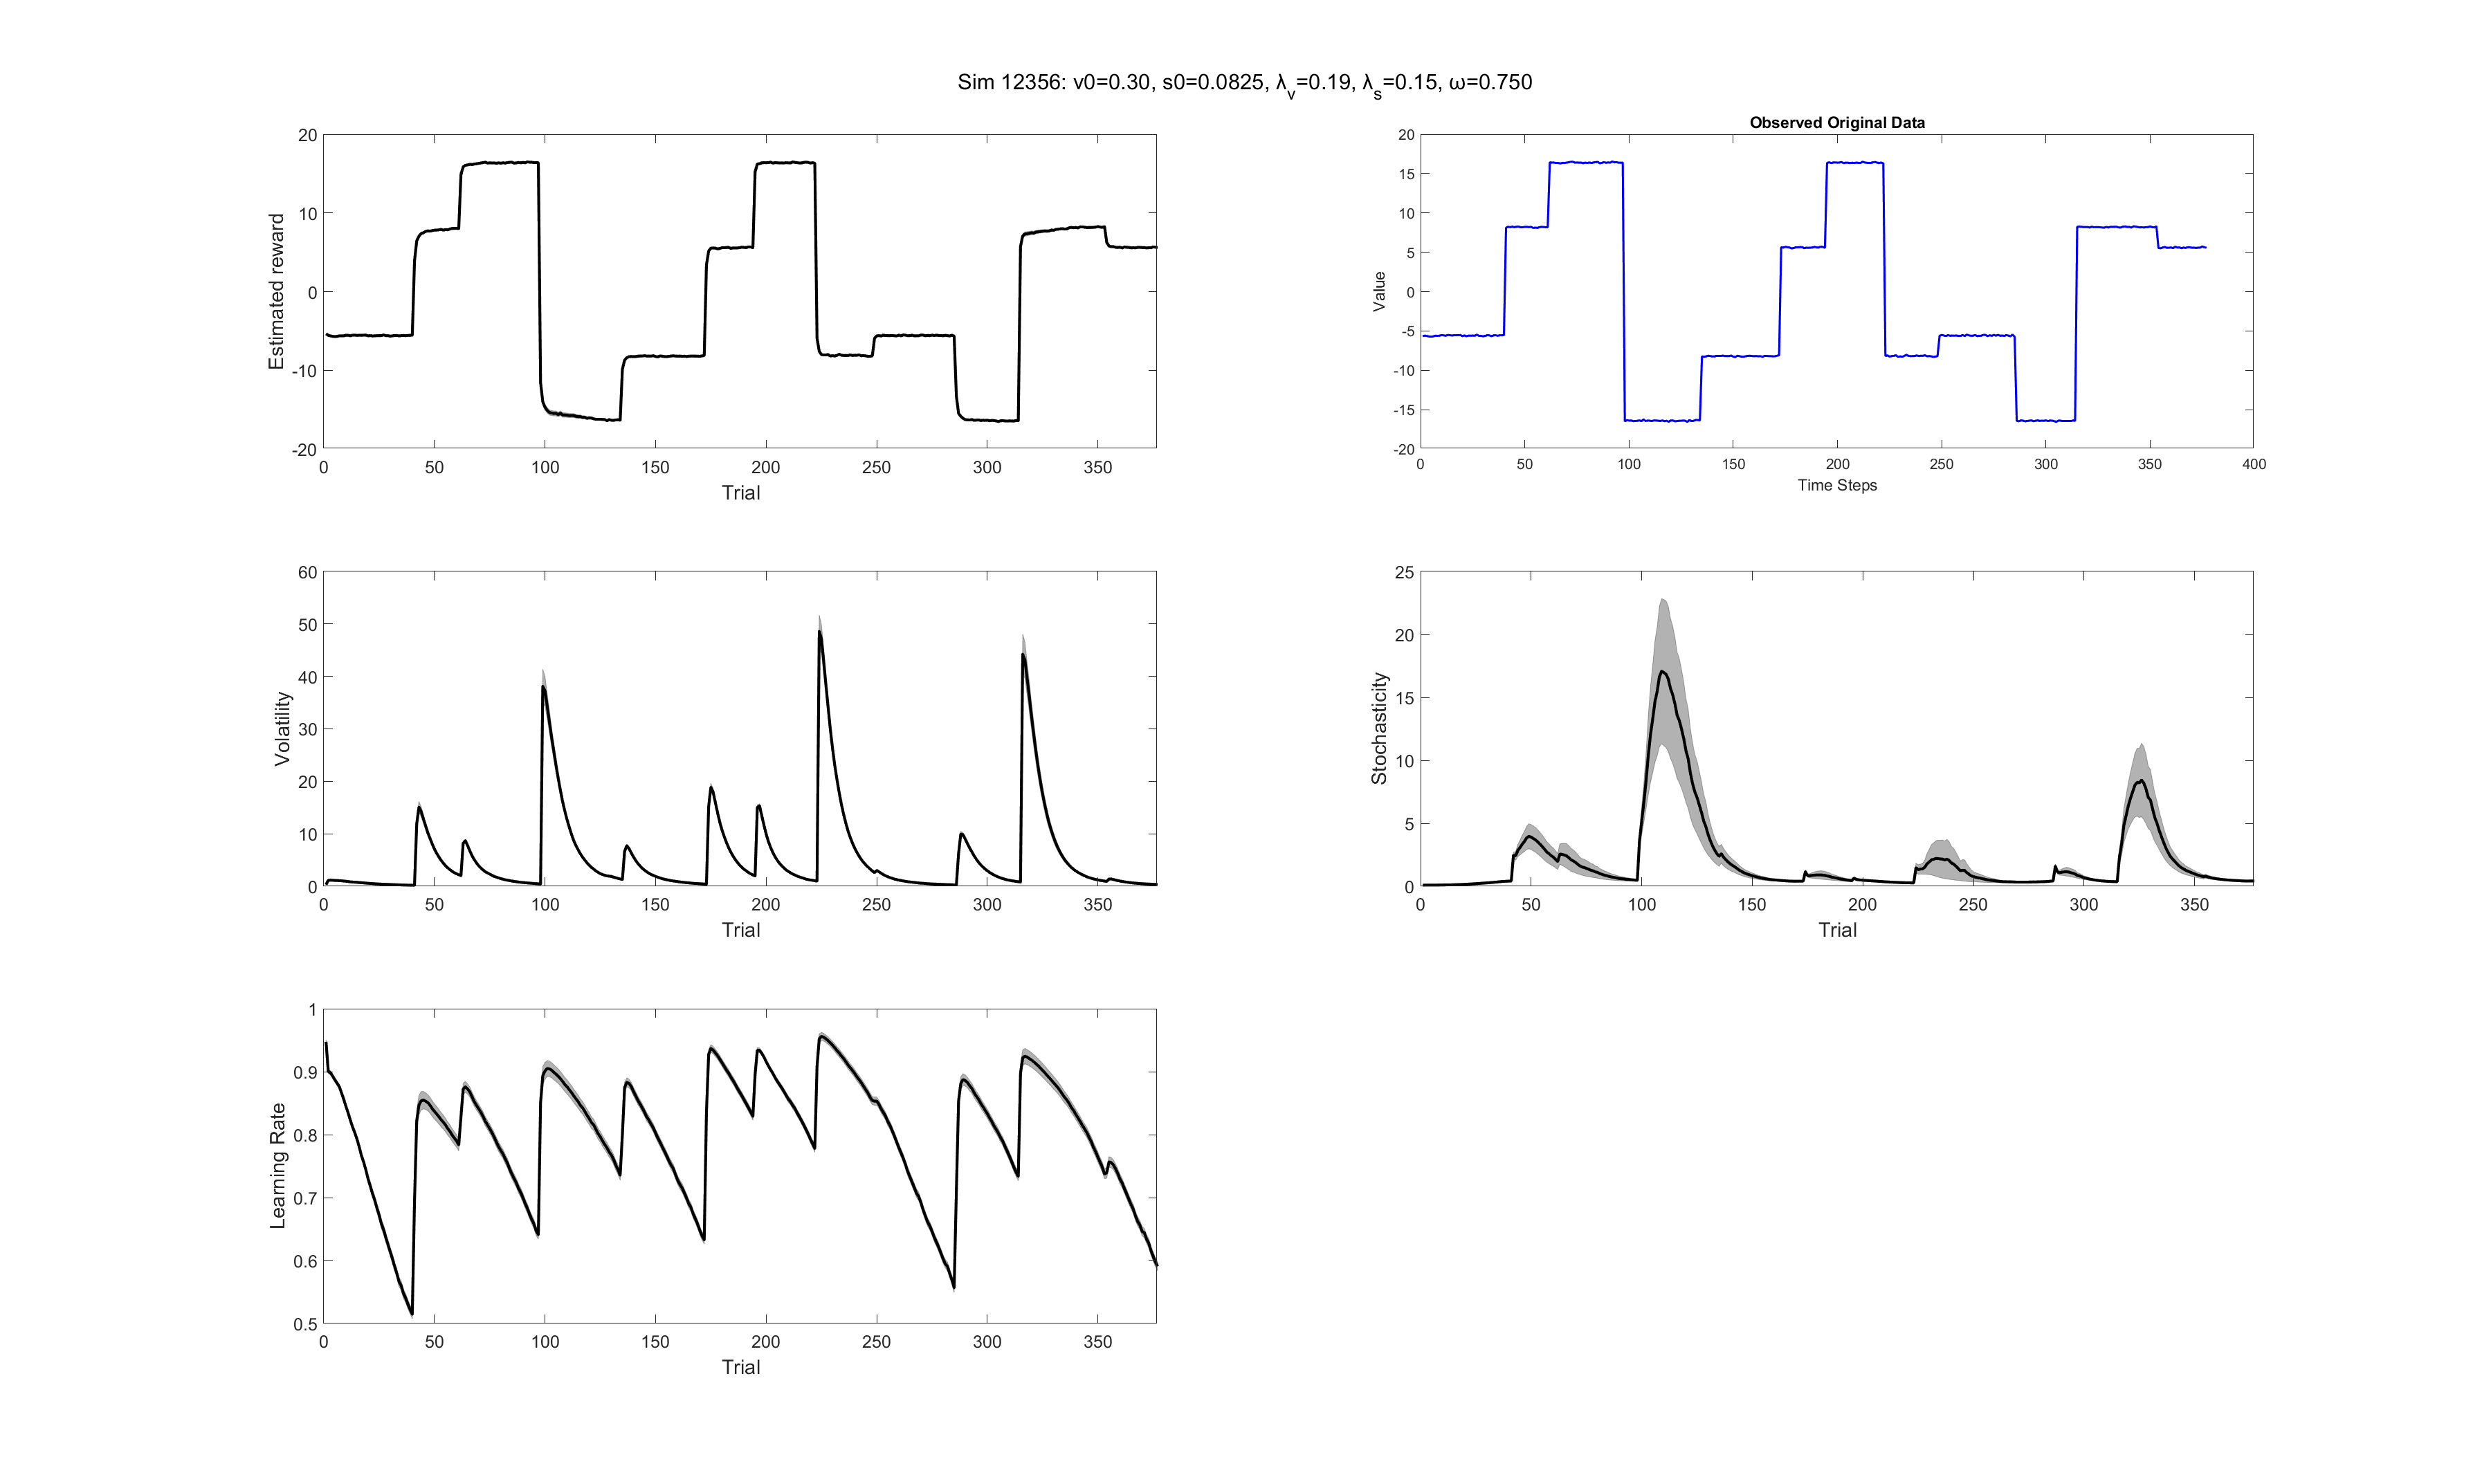 Sim 12356: v0=0.30, s0=0.0825, λv=0.19, λs=0.15, ω=0.750
20
10
0
-10
-20
Estimated reward
0 50 100 150 200 250 300 350
Trial
Observed Original Data
20
15
10
5
0
-5
-10
-15
-20
Value
0 50 100 150 200 250 300 350 400
Time Steps
60
50
40
30
20
10
0
Volatility
0 50 100 150 200 250 300 350
Trial
25
20
15
10
5
0
Stochasticity
0 50 100 150 200 250 300 350
Trial
1
0.9
0.8
0.7
0.6
0.5
Learning Rate
0 50 100 150 200 250 300 350
Trial